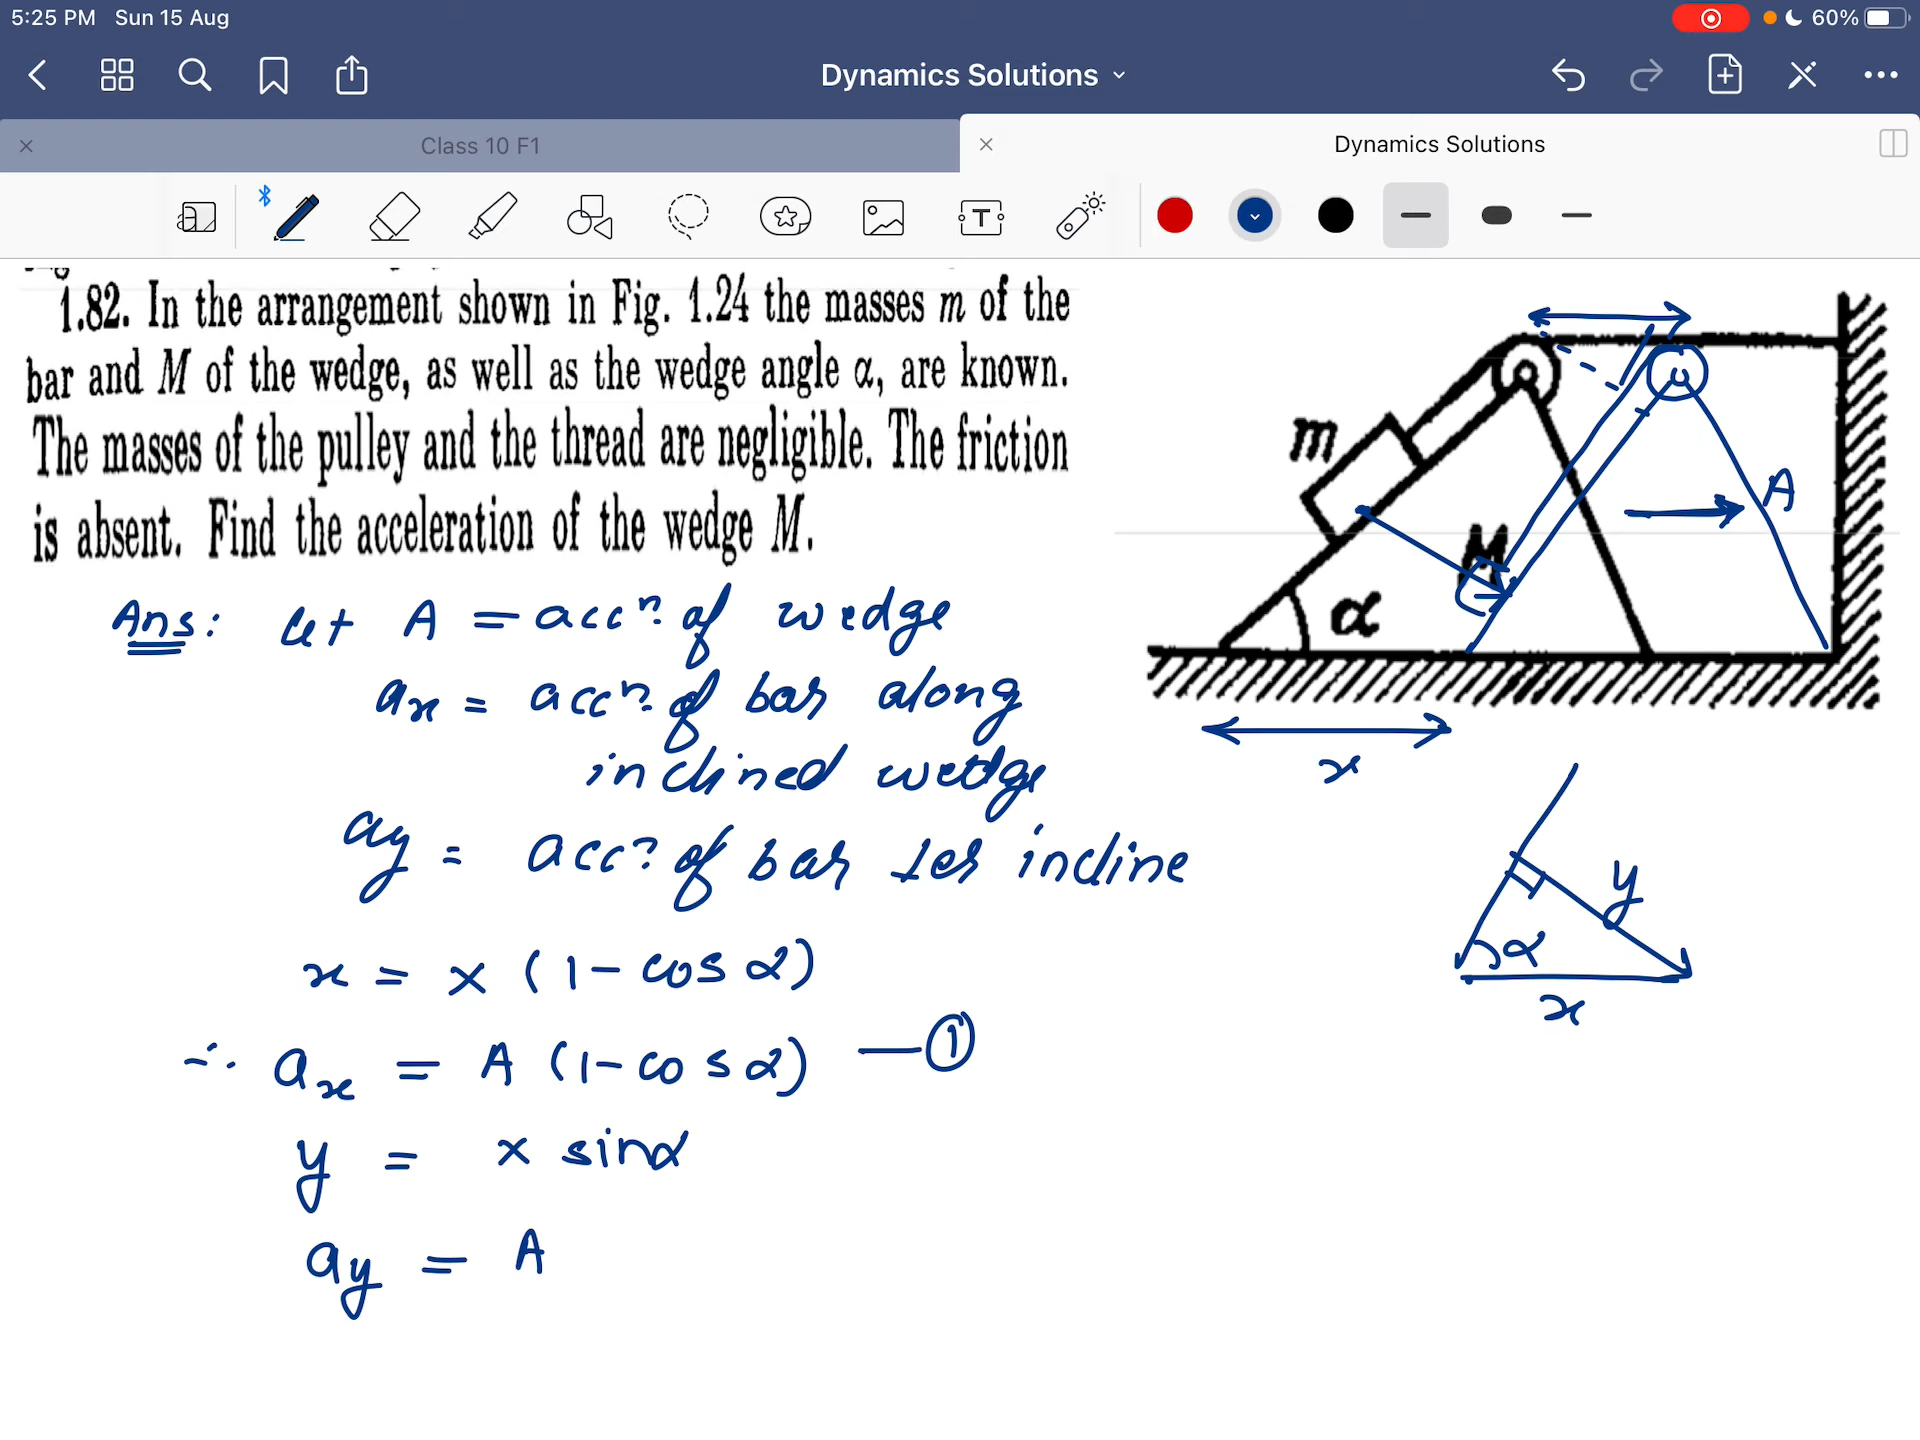 5:25 PM Sun 15 Aug
60%
Dynamics Solutions
Class 10 F1
Dynamics Solutions
1.82. In the arrangement shown in Fig. 1.24 the masses m of the
bar and M of the wedge, as well as the wedge angle α, are known.
The masses of the pulley and the thread are negligible. The friction
is absent. Find the acceleration of the wedge M.
m
M
α
A
x
Ans: let A = accⁿ of wedge
ax = accⁿ of bar along
inclined wedge
ay = accⁿ of bar ⊥er incline
x = x (1 - cos α)
∴ ax = A (1 - cos α) — ①
y = x sinα
ay = A
y
α
x